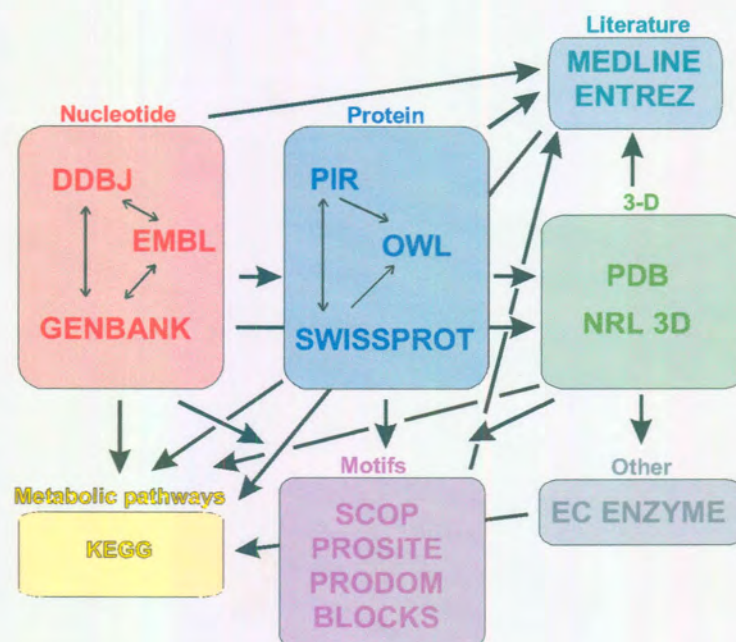 Literature
MEDLINE
ENTREZ
Nucleotide
DDBJ
EMBL
GENBANK
Protein
PIR
OWL
SWISSPROT
3-D
PDB
NRL 3D
Metabolic pathways
KEGG
Motifs
SCOP
PROSITE
PRODOM
BLOCKS
Other
EC ENZYME